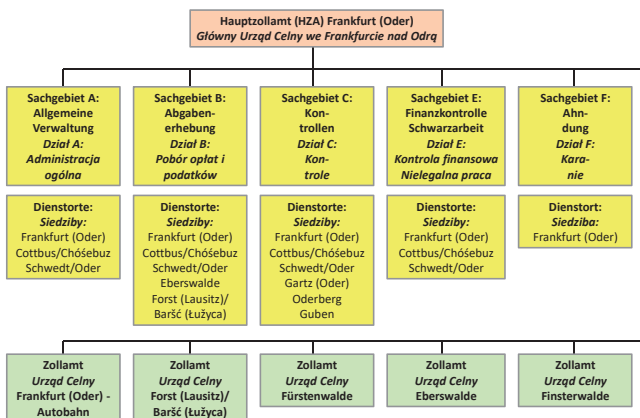 Hauptzollamt (HZA) Frankfurt (Oder)
Główny Urząd Celny we Frankfurcie nad Odrą
Sachgebiet A:
Allgemeine
Verwaltung
Dział A:
Administracja
ogólna
Sachgebiet B:
Abgaben-
erhebung
Dział B:
Pobór opłat i
podatków
Sachgebiet C:
Kon-
trollen
Dział C:
Kon-
trole
Sachgebiet E:
Finanzkontrolle
Schwarzarbeit
Dział E:
Kontrola finansowa
Nielegalna praca
Sachgebiet F:
Ahn-
dung
Dział F:
Kara-
nie
Dienstorte:
Siedziby:
Frankfurt (Oder)
Cottbus/Chóśebuz
Schwedt/Oder
Dienstorte:
Siedziby:
Frankfurt (Oder)
Cottbus/Chóśebuz
Schwedt/Oder
Eberswalde
Forst (Lausitz)/
Baršć (Łužyca)
Dienstorte:
Siedziby:
Frankfurt (Oder)
Cottbus/Chóśebuz
Schwedt/Oder
Gartz (Oder)
Oderberg
Guben
Dienstorte:
Siedziby:
Frankfurt (Oder)
Cottbus/Chóśebuz
Schwedt/Oder
Dienstort:
Siedziba:
Frankfurt (Oder)
Zollamt
Urząd Celny
Frankfurt (Oder) -
Autobahn
Zollamt
Urząd Celny
Forst (Lausitz)/
Baršć (Łužyca)
Zollamt
Urząd Celny
Fürstenwalde
Zollamt
Urząd Celny
Eberswalde
Zollamt
Urząd Celny
Finsterwalde